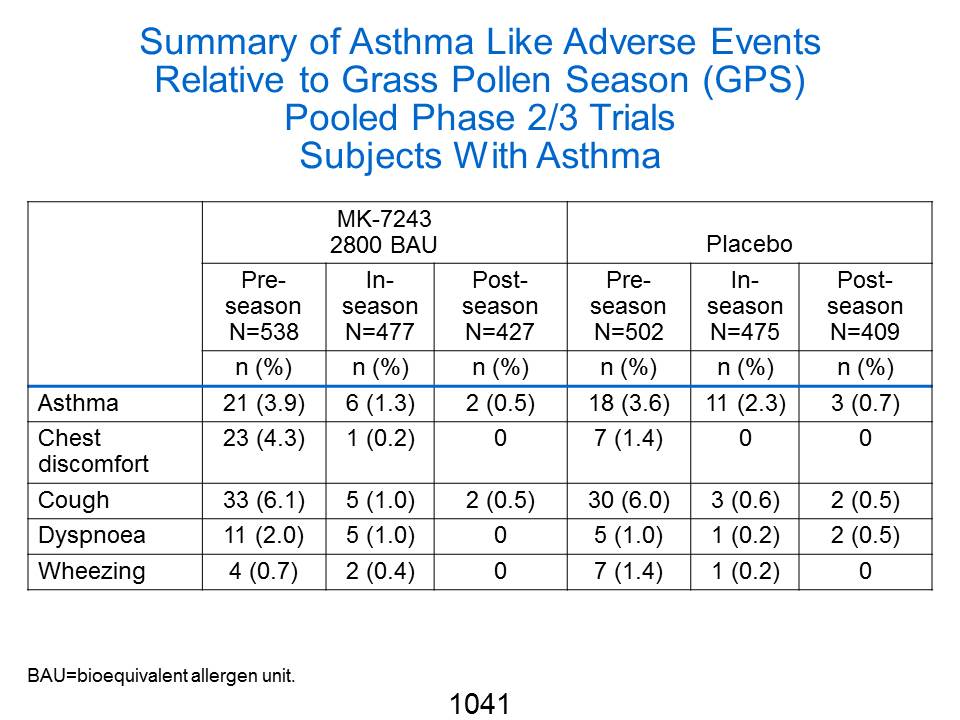 Summary of Asthma Like Adverse Events
Relative to Grass Pollen Season (GPS)
Pooled Phase 2/3 Trials
Subjects With Asthma
MK-7243
2800 BAU
Placebo
Pre-
season
N=538
In-
season
N=477
Post-
season
N=427
Pre-
season
N=502
In-
season
N=475
Post-
season
N=409
n (%) n (%) n (%) n (%) n (%) n (%)
Asthma 21 (3.9) 6 (1.3) 2 (0.5) 18 (3.6) 11 (2.3) 3 (0.7)
Chest
discomfort 23 (4.3) 1 (0.2) 0 7 (1.4) 0 0
Cough 33 (6.1) 5 (1.0) 2 (0.5) 30 (6.0) 3 (0.6) 2 (0.5)
Dyspnoea 11 (2.0) 5 (1.0) 0 5 (1.0) 1 (0.2) 2 (0.5)
Wheezing 4 (0.7) 2 (0.4) 0 7 (1.4) 1 (0.2) 0
BAU=bioequivalent allergen unit.
1041